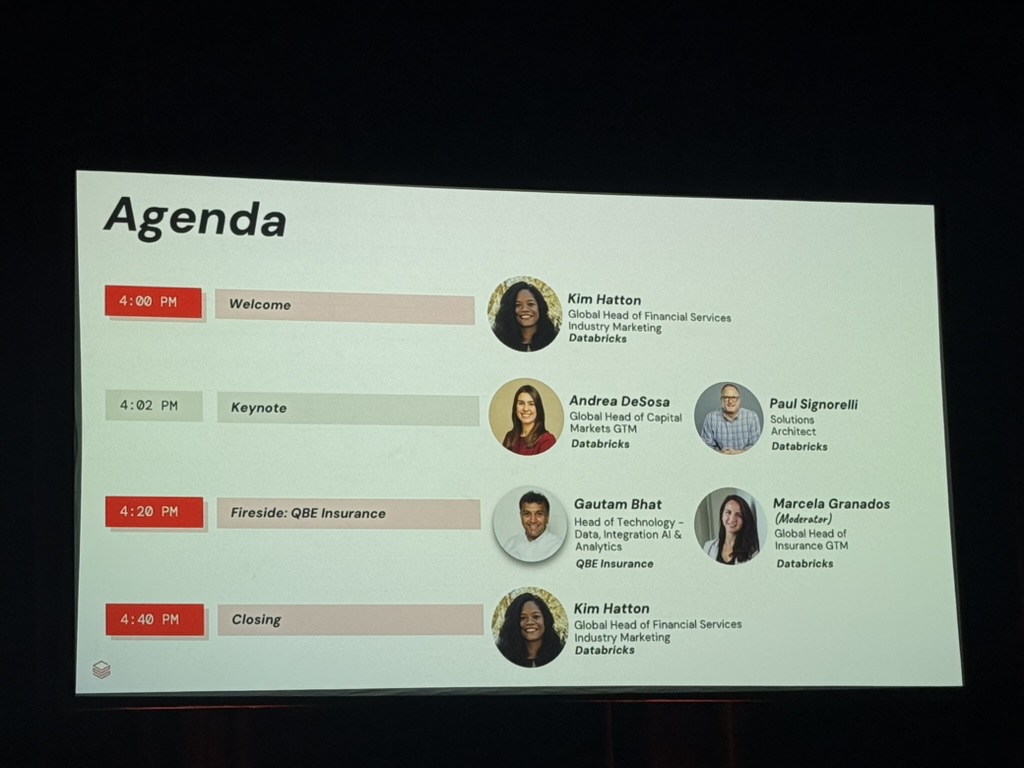 Agenda
4:00 PM
Welcome
Kim Hatton
Global Head of Financial Services
Industry Marketing
Databricks
4:02 PM
Keynote
Andrea DeSosa
Global Head of Capital
Markets GTM
Databricks
Paul Signorelli
Solutions
Architect
Databricks
4:20 PM
Fireside: QBE Insurance
Gautam Bhat
Head of Technology -
Data, Integration AI &
Analytics
QBE Insurance
Marcela Granados
(Moderator)
Global Head of
Insurance GTM
Databricks
4:40 PM
Closing
Kim Hatton
Global Head of Financial Services
Industry Marketing
Databricks